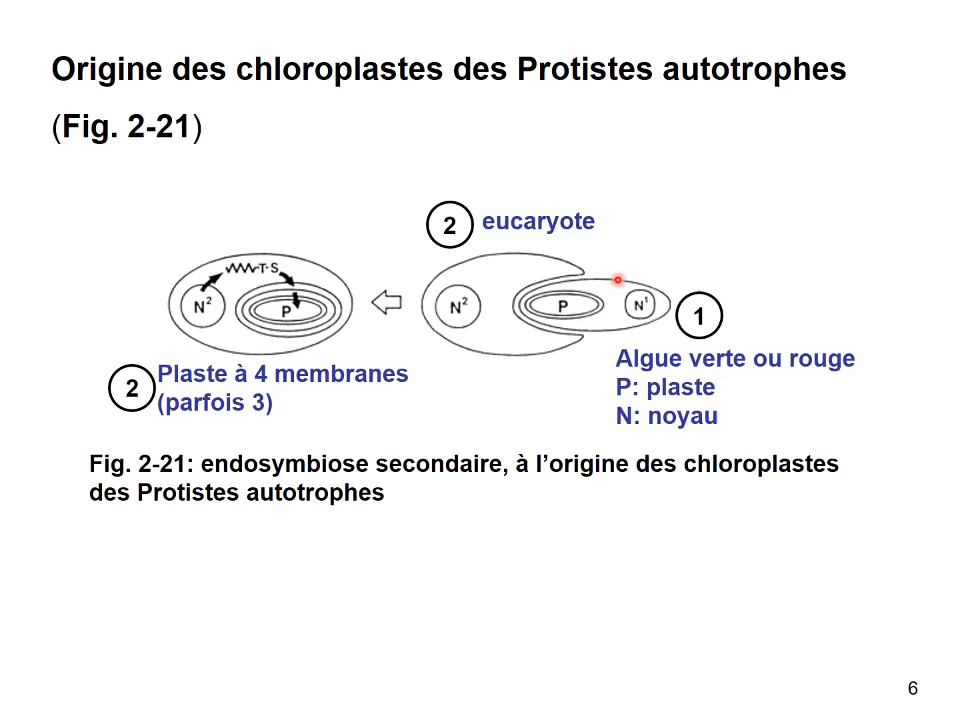 Origine des chloroplastes des Protistes autotrophes
(Fig. 2-21)
2 eucaryote
T-S
N² P N² P N¹
1
2 Plaste à 4 membranes
(parfois 3)
Algue verte ou rouge
P: plaste
N: noyau
Fig. 2-21: endosymbiose secondaire, à l’origine des chloroplastes
des Protistes autotrophes
6